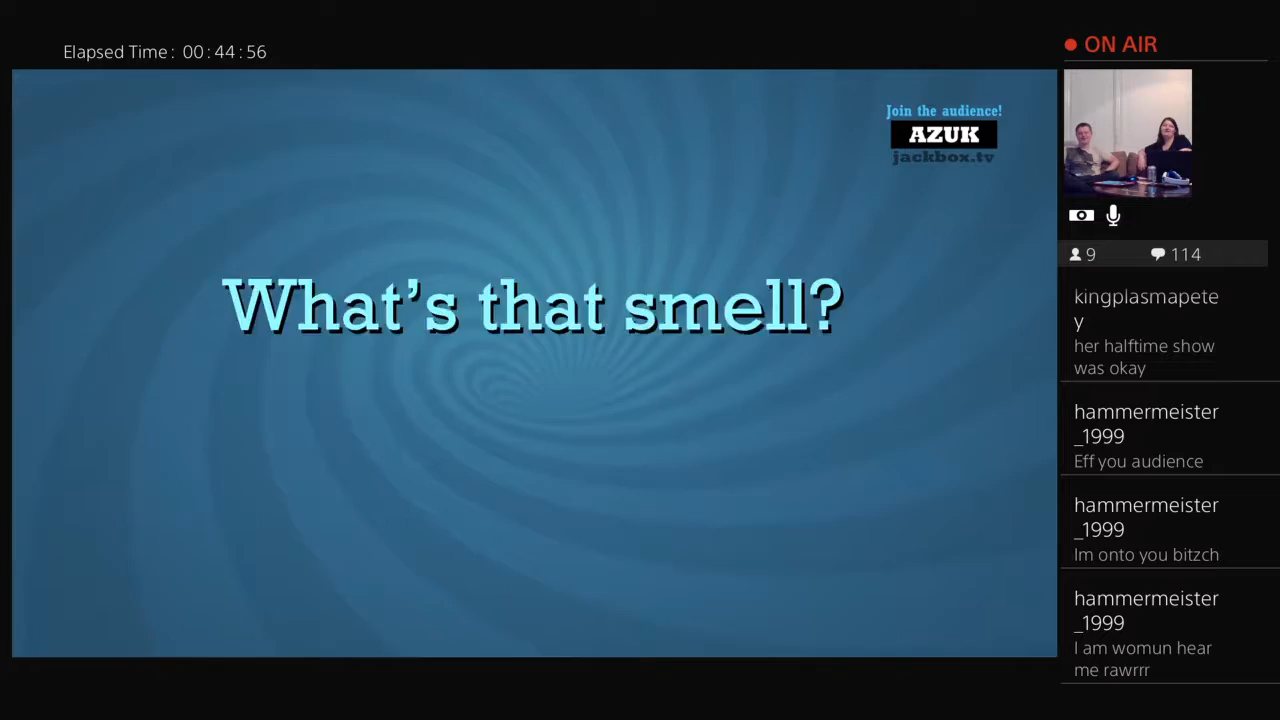 Elapsed Time: 00:44:56
ON AIR
Join the audience!
AZUK
jackbox.tv
What's that smell?
9
114
kingplasmapete
y
her halftime show
was okay
hammermeister
_1999
Eff you audience
hammermeister
_1999
Im onto you bitzch
hammermeister
_1999
I am womun hear
me rawrrr